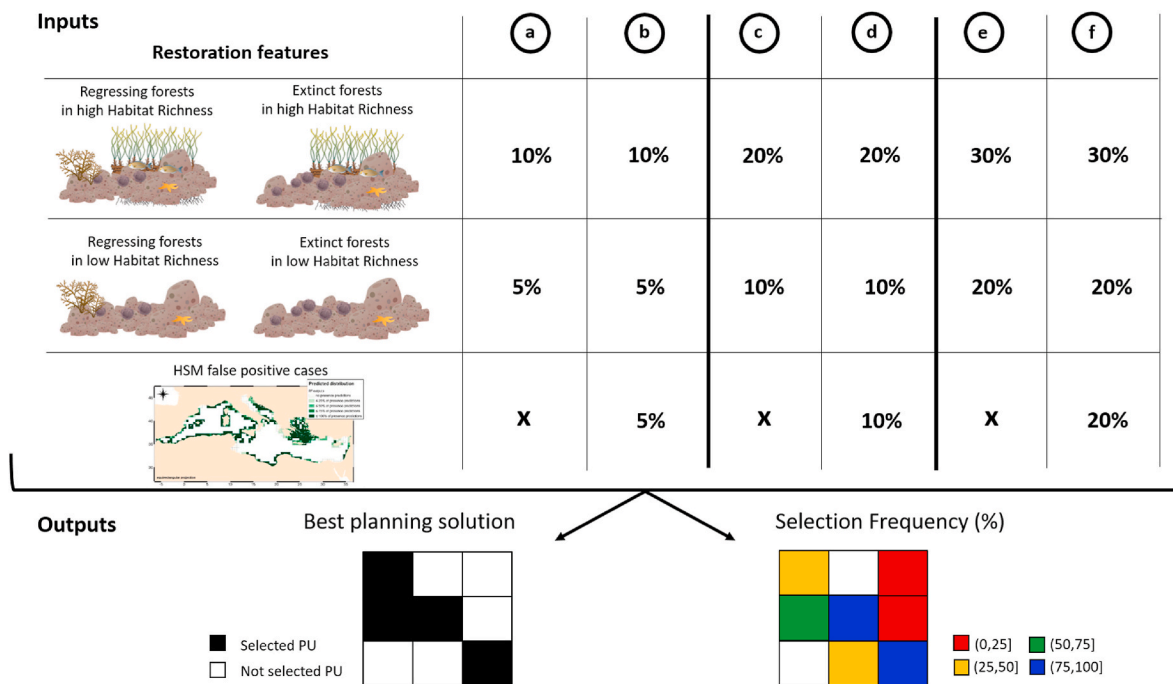 Inputs
Restoration features
a b c d e f
Regressing forests
in high Habitat Richness
Extinct forests
in high Habitat Richness
10% 10% 20% 20% 30% 30%
Regressing forests
in low Habitat Richness
Extinct forests
in low Habitat Richness
5% 5% 10% 10% 20% 20%
HSM false positive cases
Predicted distribution
X 5% X 10% X 20%
Outputs
Best planning solution
Selection Frequency (%)
Selected PU
Not selected PU
(0,25] (50,75]
(25,50] (75,100]